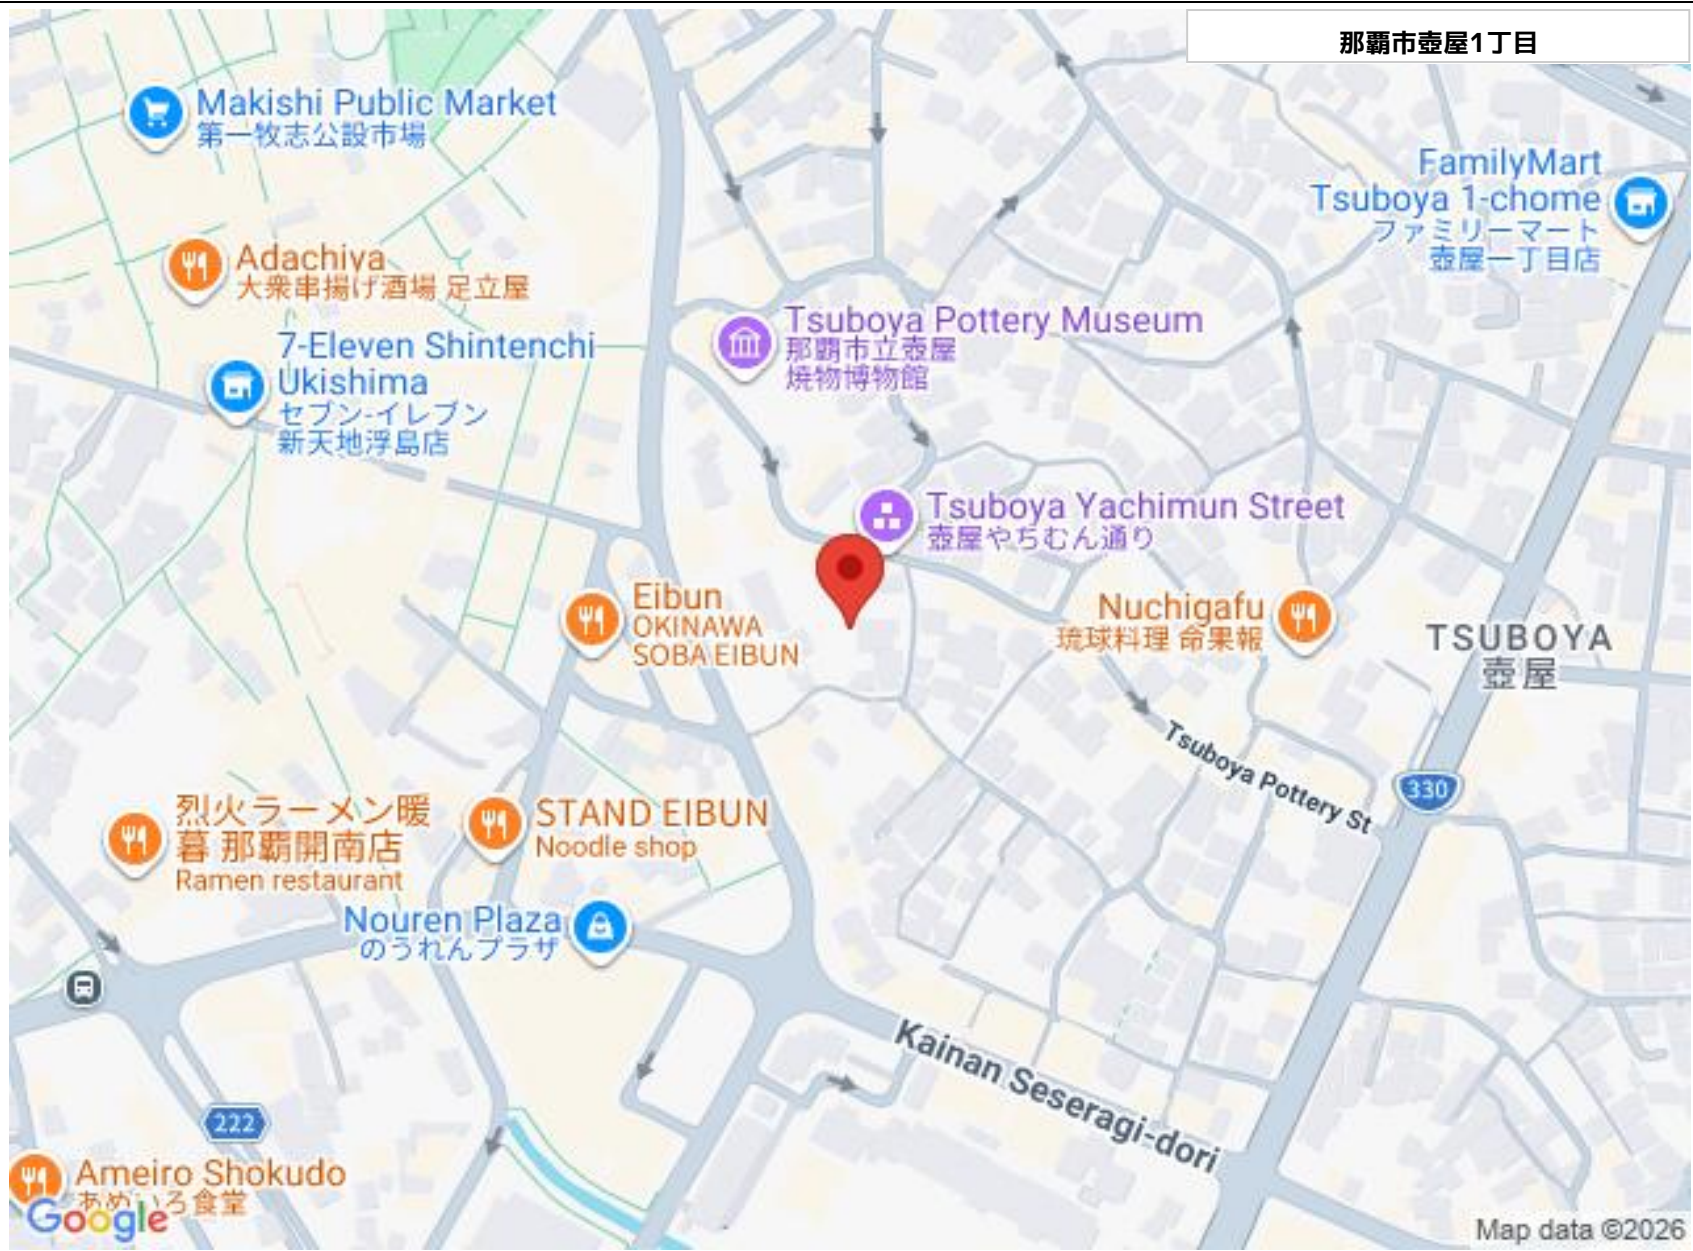 那覇市壺屋1丁目
Makishi Public Market
第一牧志公設市場
FamilyMart
Tsuboya 1-chome
ファミリーマート
壺屋一丁目店
Adachiya
大衆串揚げ酒場 足立屋
Tsuboya Pottery Museum
那覇市立壺屋
焼物博物館
7-Eleven Shintenchi
Ukishima
セブン-イレブン
新天地浮島店
Tsuboya Yachimun Street
壺屋やちむん通り
Eibun
OKINAWA
SOBA EIBUN
Nuchigafu
琉球料理 命果報
TSUBOYA
壺屋
Tsuboya Pottery St
330
烈火ラーメン暖
暮 那覇開南店
Ramen restaurant
STAND EIBUN
Noodle shop
Nouren Plaza
のうれんプラザ
Kainan Seseragi-dori
222
Ameiro Shokudo
あめいろ食堂
Google
Map data ©2026